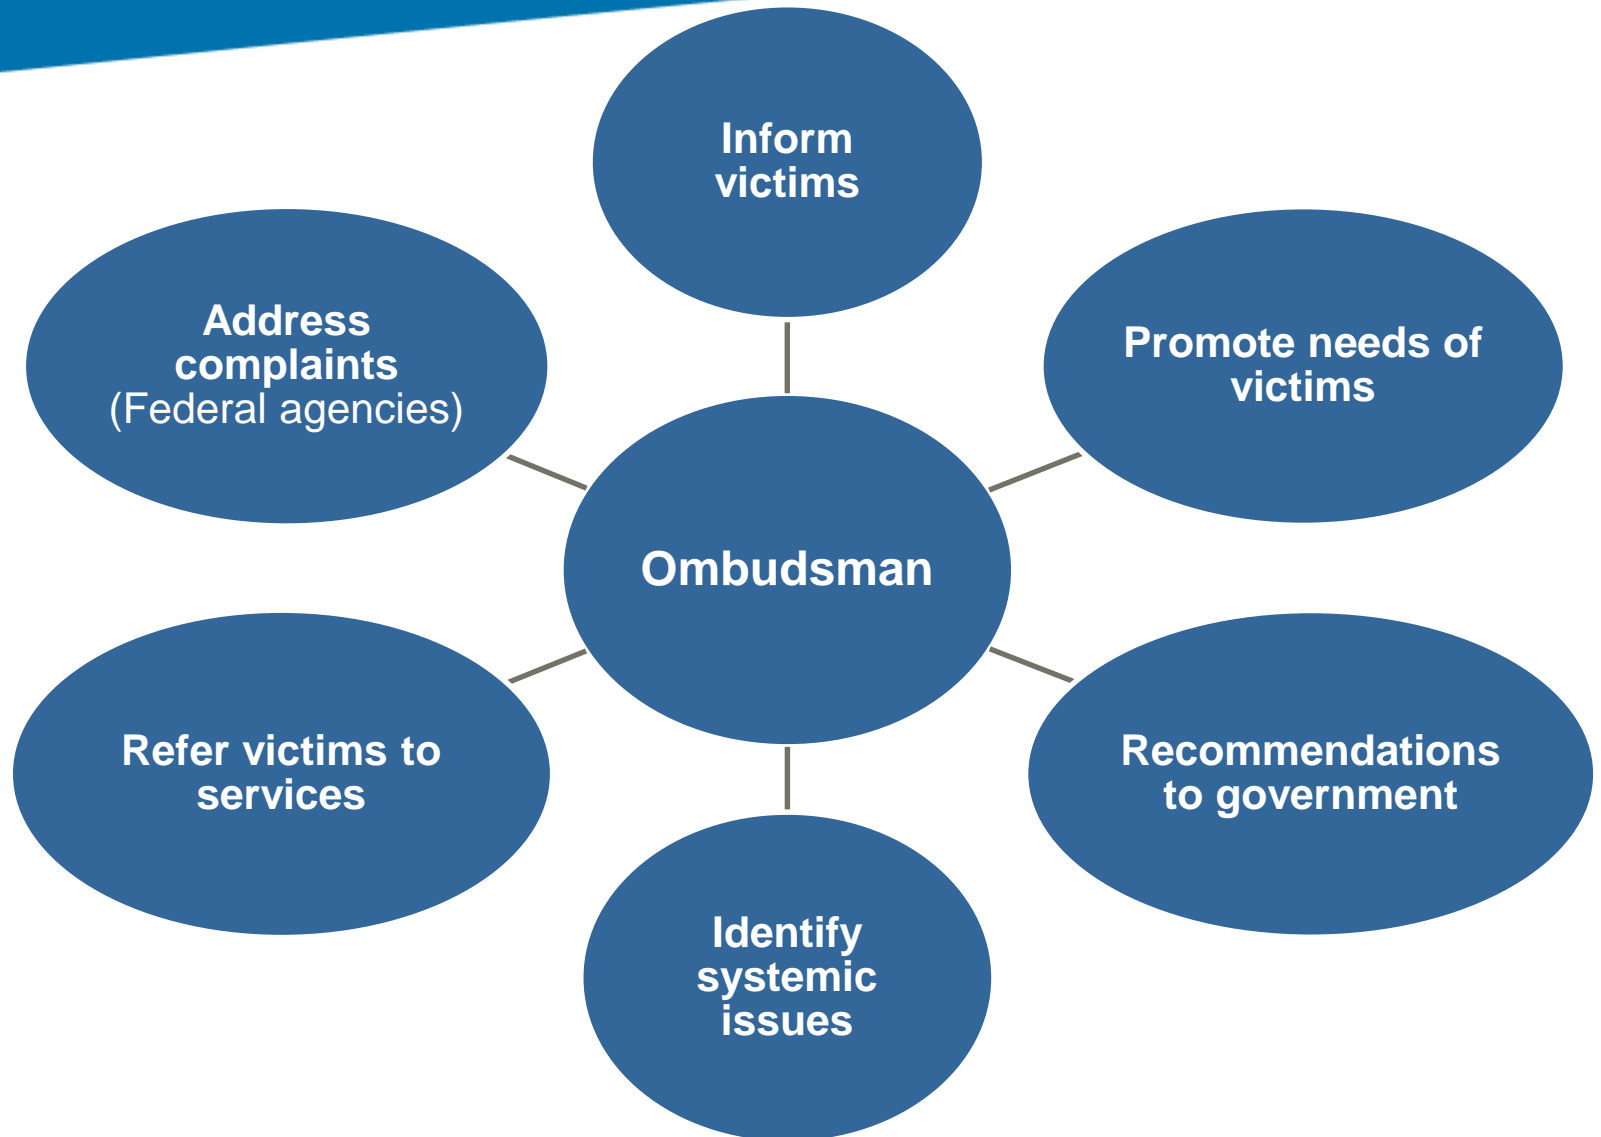 Inform
victims
Promote needs of
victims
Recommendations
to government
Identify
systemic
issues
Refer victims to
services
Address
complaints
(Federal agencies)
Ombudsman